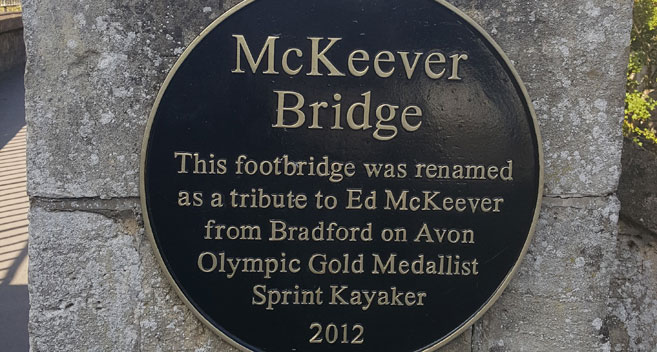 McKeever
Bridge
This footbridge was renamed
as a tribute to Ed McKeever
from Bradford on Avon
Olympic Gold Medallist
Sprint Kayaker
2012